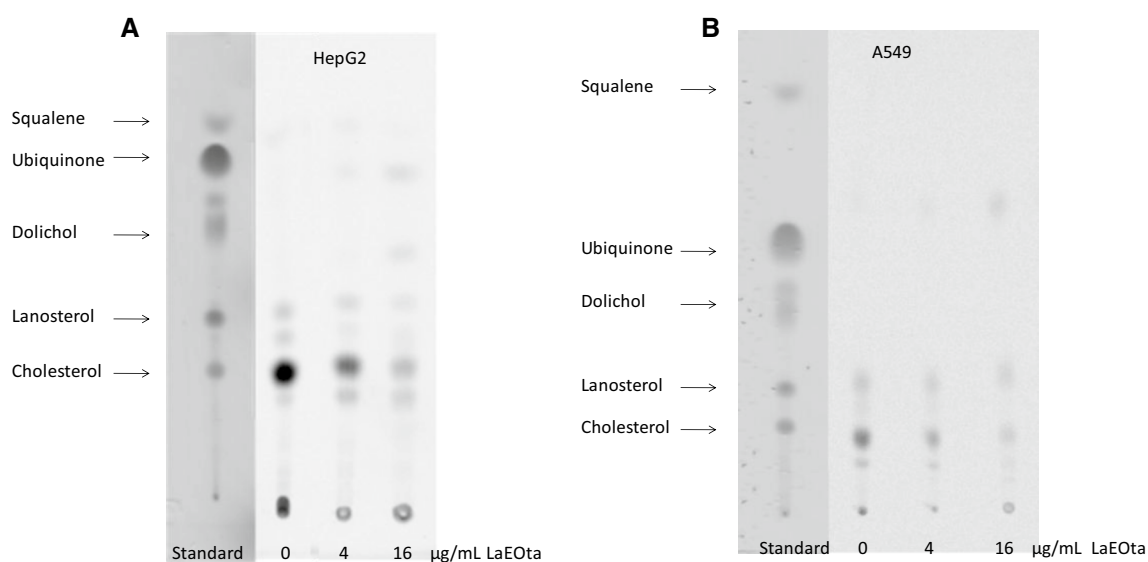 A
HepG2
Squalene
Ubiquinone
Dolichol
Lanosterol
Cholesterol
Standard 0 4 16 µg/mL LaEOta
B
A549
Squalene
Ubiquinone
Dolichol
Lanosterol
Cholesterol
Standard 0 4 16 µg/mL LaEOta